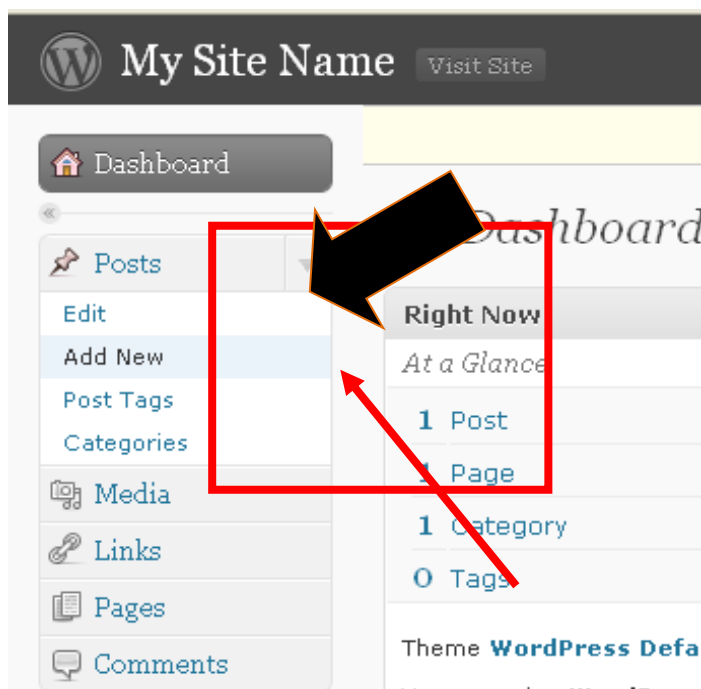 My Site Name Visit Site
Dashboard
Dashboard
Posts
Edit
Add New
Post Tags
Categories
Media
Links
Pages
Comments
Right Now
At a Glance
1 Post
1 Page
1 Category
0 Tags
Theme WordPress Defa